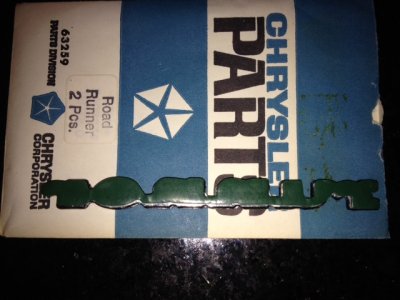 CHRYSLER
PARTS
Road
Runner
2 Pcs.
63259
PARTS DIVISION
CHRYSLER
CORPORATION